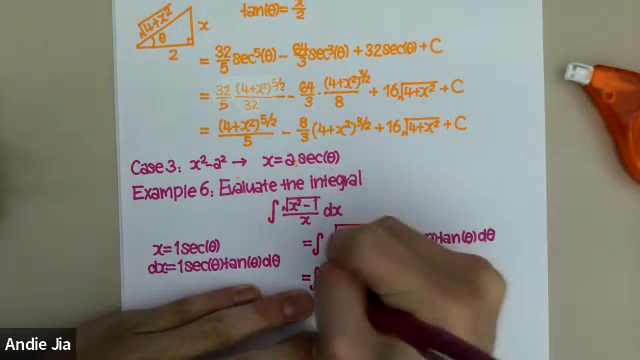 √4+x² x tan(θ)= x/2
θ
2
= 32/5 sec⁵(θ) - 64/3 sec³(θ) + 32sec(θ) + C
= 32/5 (4+x²)^5/2 / 32 - 64/3 · (4+x²)^3/2 / 8 + 16√4+x² + C
= (4+x²)^5/2 / 5 - 8/3 (4+x²)^3/2 + 16√4+x² + C
Case 3: x²-a² → x=a sec(θ)
Example 6: Evaluate the integral
∫ √x²-1 / x dx
x=1sec(θ) =∫ tan(θ)dθ
dx=1sec(θ)tan(θ)dθ =∫
Andie Jia